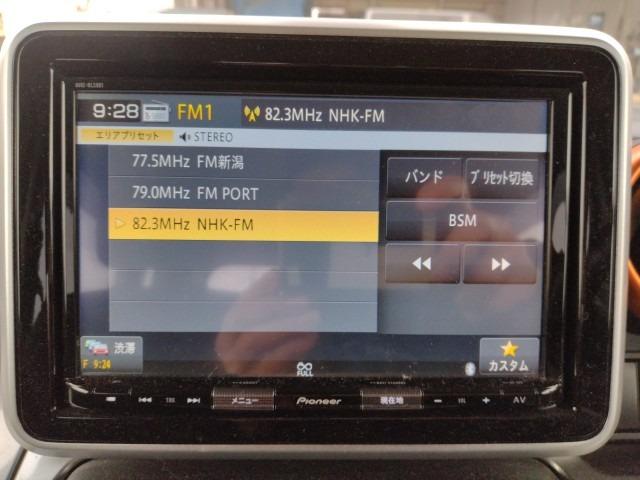 9:28 FM1 82.3MHz NHK-FM
エリアプリセット STEREO
77.5MHz FM新潟
79.0MHz FM PORT
82.3MHz NHK-FM
バンド プリセット切換
BSM
渋滞
F 9:24
FULL
カスタム
TRK メニュー Pioneer 現在地 − VOL + AV